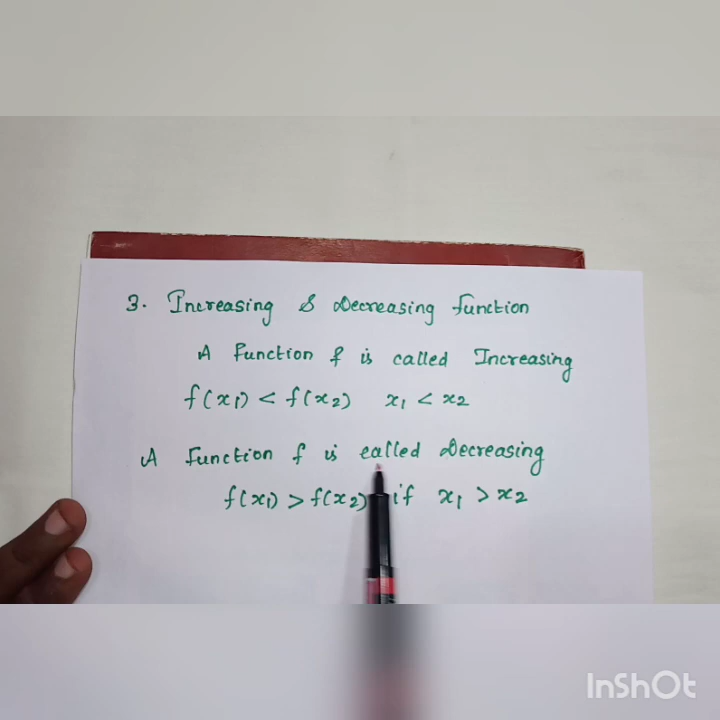 3. Increasing & Decreasing function
A Function f is called Increasing
f(x1) < f(x2) x1 < x2
A function f is called Decreasing
f(x1) > f(x2) if x1 > x2
InShOt